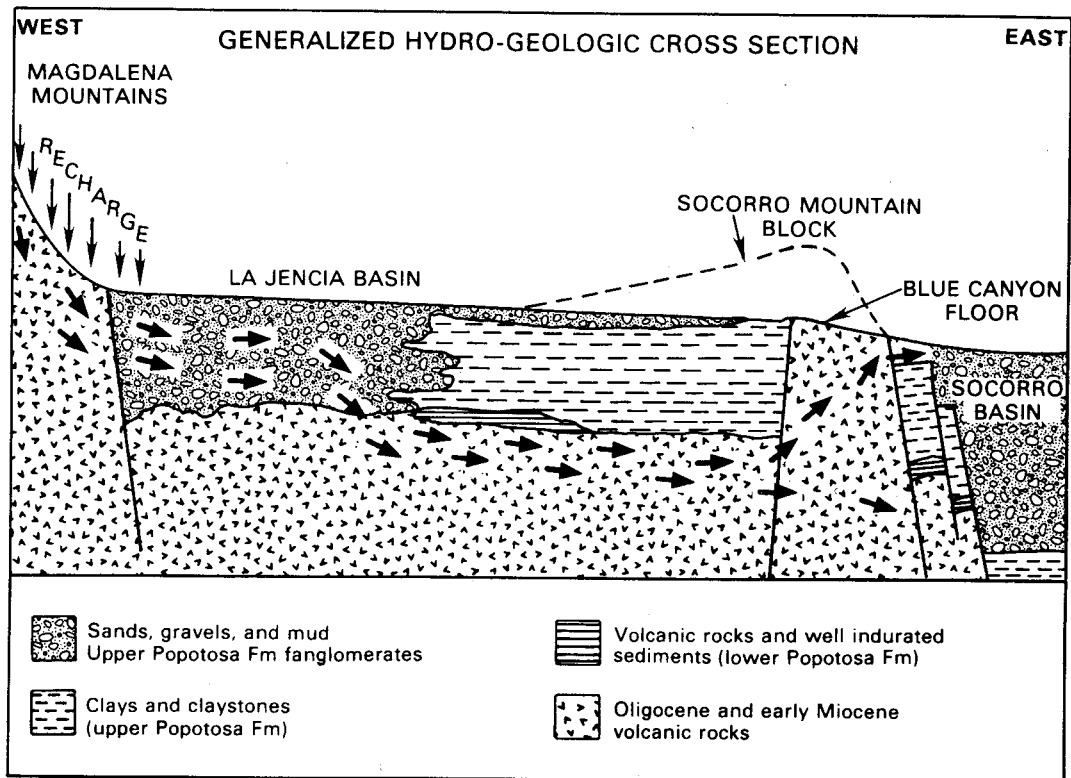 WEST
GENERALIZED HYDRO-GEOLOGIC CROSS SECTION
EAST
MAGDALENA
MOUNTAINS
RECHARGE
SOCORRO MOUNTAIN
BLOCK
LA JENCIA BASIN
BLUE CANYON
FLOOR
SOCORRO
BASIN
Sands, gravels, and mud
Upper Popotosa Fm fanglomerates
Clays and claystones
(upper Popotosa Fm)
Volcanic rocks and well indurated
sediments (lower Popotosa Fm)
Oligocene and early Miocene
volcanic rocks